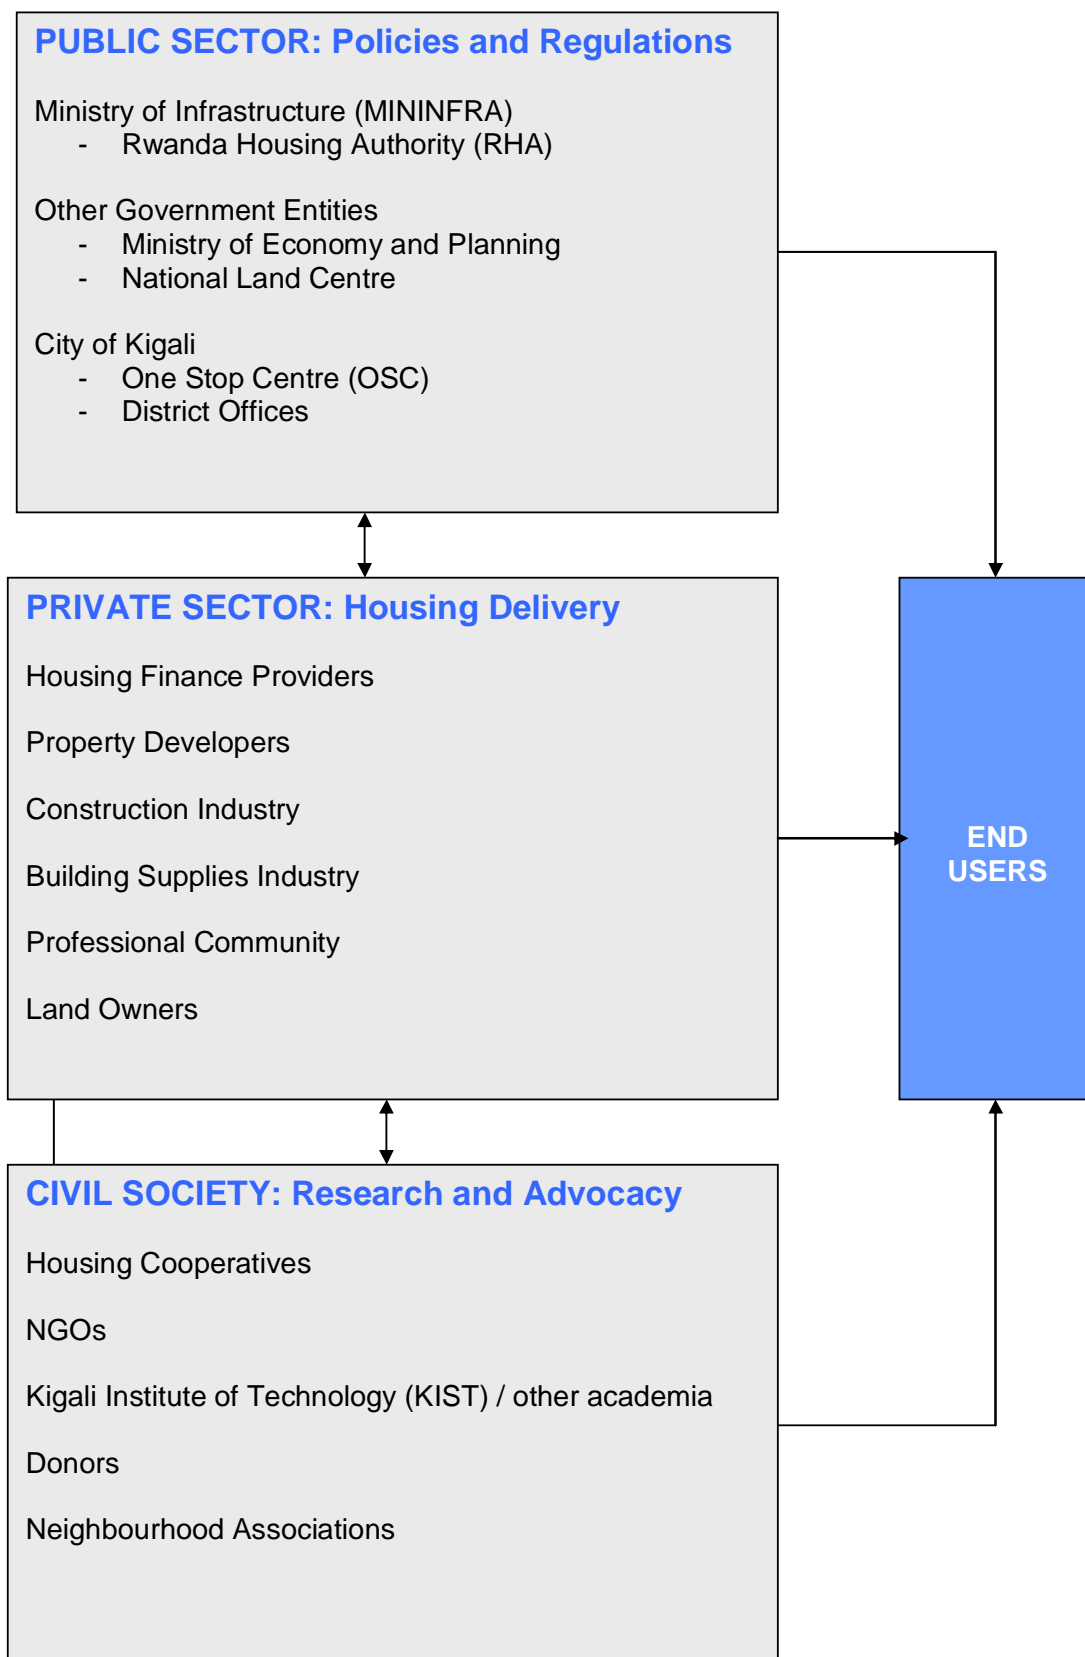 PUBLIC SECTOR: Policies and Regulations
Ministry of Infrastructure (MININFRA)
- Rwanda Housing Authority (RHA)
Other Government Entities
- Ministry of Economy and Planning
- National Land Centre
City of Kigali
- One Stop Centre (OSC)
- District Offices
PRIVATE SECTOR: Housing Delivery
Housing Finance Providers
Property Developers
Construction Industry
Building Supplies Industry
Professional Community
Land Owners
END
USERS
CIVIL SOCIETY: Research and Advocacy
Housing Cooperatives
NGOs
Kigali Institute of Technology (KIST) / other academia
Donors
Neighbourhood Associations